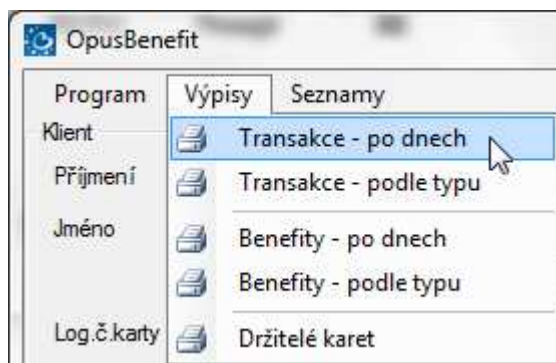 OpusBenefit
Program Výpisy Seznamy
Klient
Transakce - po dnech
Příjmení
Transakce - podle typu
Jméno
Benefity - po dnech
Benefity - podle typu
Log.č.karty
Držitelé karet